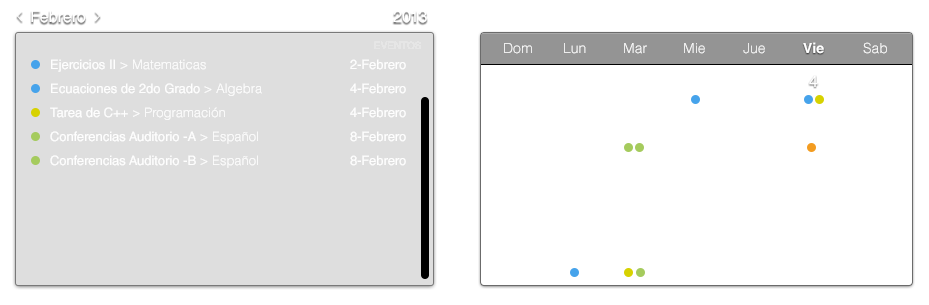 ‹ Febrero › 2013
EVENTOS
Ejercicios II > Matematicas 2-Febrero
Ecuaciones de 2do Grado > Algebra 4-Febrero
Tarea de C++ > Programación 4-Febrero
Conferencias Auditorio -A > Español 8-Febrero
Conferencias Auditorio -B > Español 8-Febrero
Dom Lun Mar Mie Jue Vie Sab
4